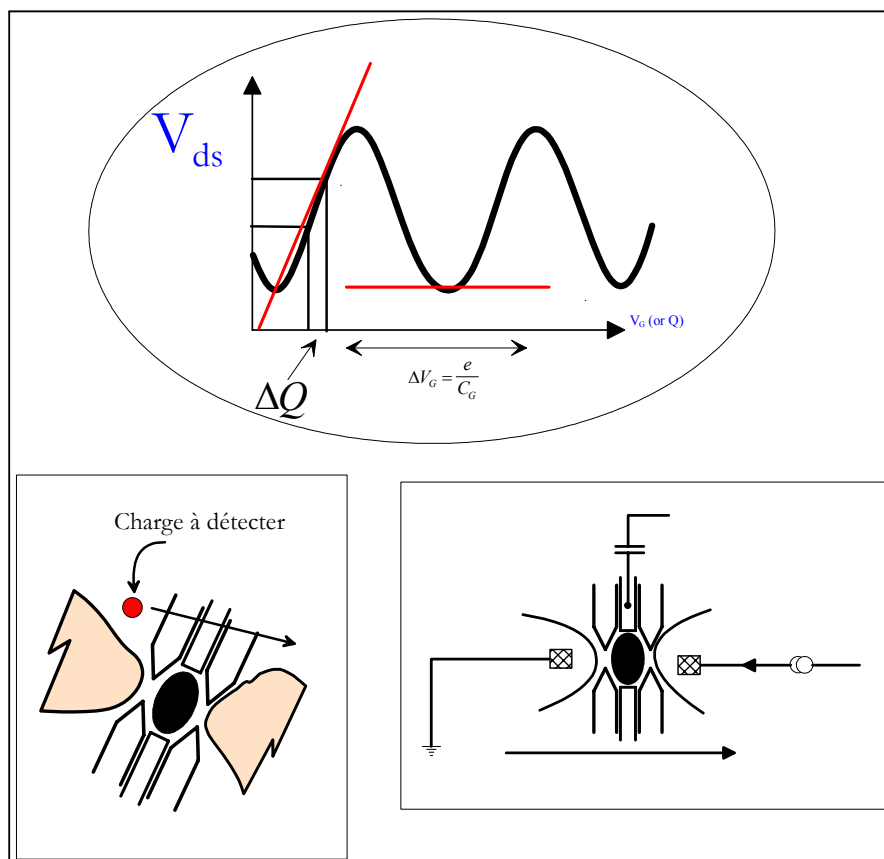 V_ds
V_G (or Q)
ΔQ
ΔV_G = e/C_G
Charge à détecter